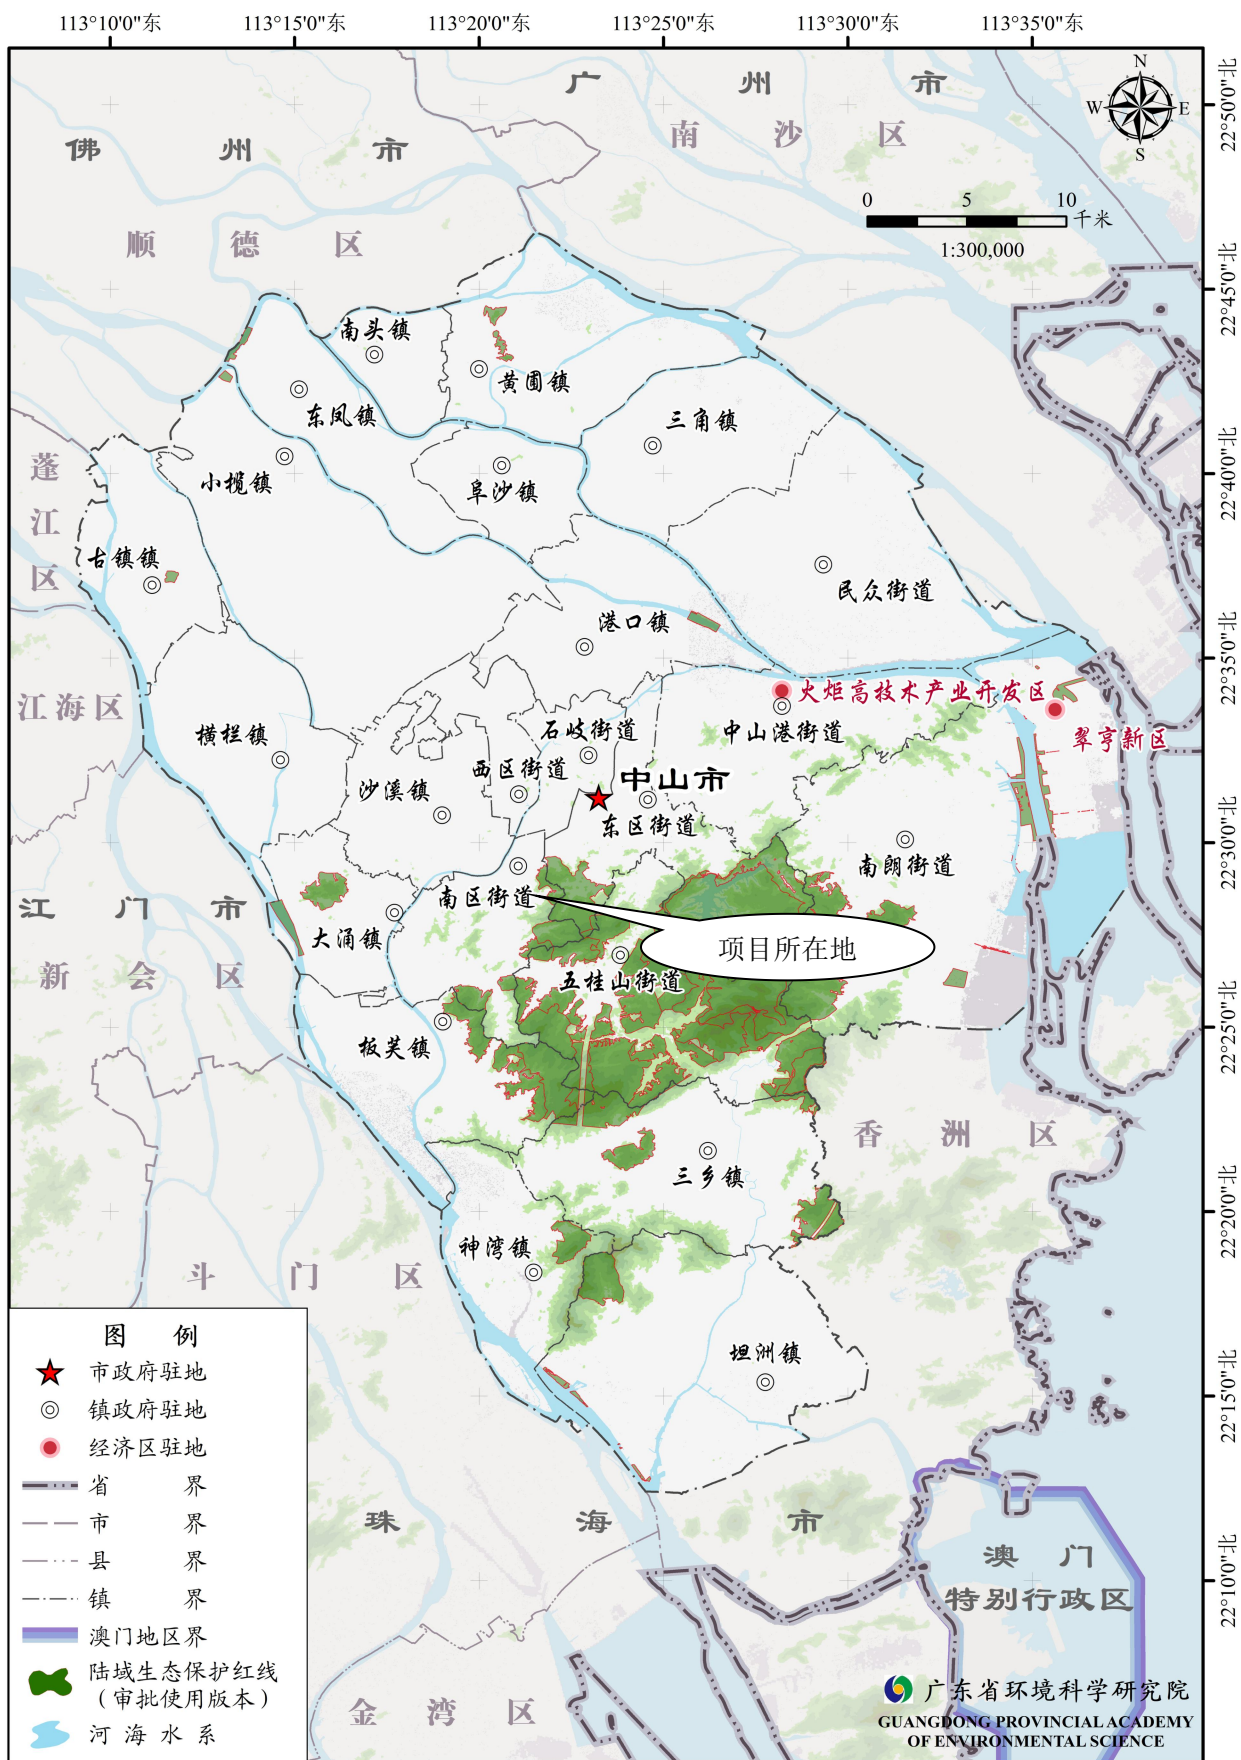 113°10'0"东 113°15'0"东 113°20'0"东 113°25'0"东 113°30'0"东 113°35'0"东
22°50'0"北
22°45'0"北
22°40'0"北
22°35'0"北
22°30'0"北
22°25'0"北
22°20'0"北
22°15'0"北
22°10'0"北
N
W E
S
0 5 10
千米
1:300,000
广州市
南沙区
佛州市
顺德区
南头镇
黄圃镇
东凤镇
三角镇
小榄镇
阜沙镇
蓬江区
古镇镇
民众街道
港口镇
江海区
火炬高技术产业开发区
横栏镇
石岐街道
中山港街道
翠亨新区
西区街道
中山市
沙溪镇
东区街道
南朗街道
南区街道
江门市
大涌镇
项目所在地
新会区
五桂山街道
板芙镇
香洲区
三乡镇
神湾镇
斗门区
坦洲镇
珠海市
澳门
特别行政区
金湾区
图例
市政府驻地
镇政府驻地
经济区驻地
省界
市界
县界
镇界
澳门地区界
陆域生态保护红线
（审批使用版本）
河海水系
广东省环境科学研究院
GUANGDONG PROVINCIAL ACADEMY
OF ENVIRONMENTAL SCIENCE